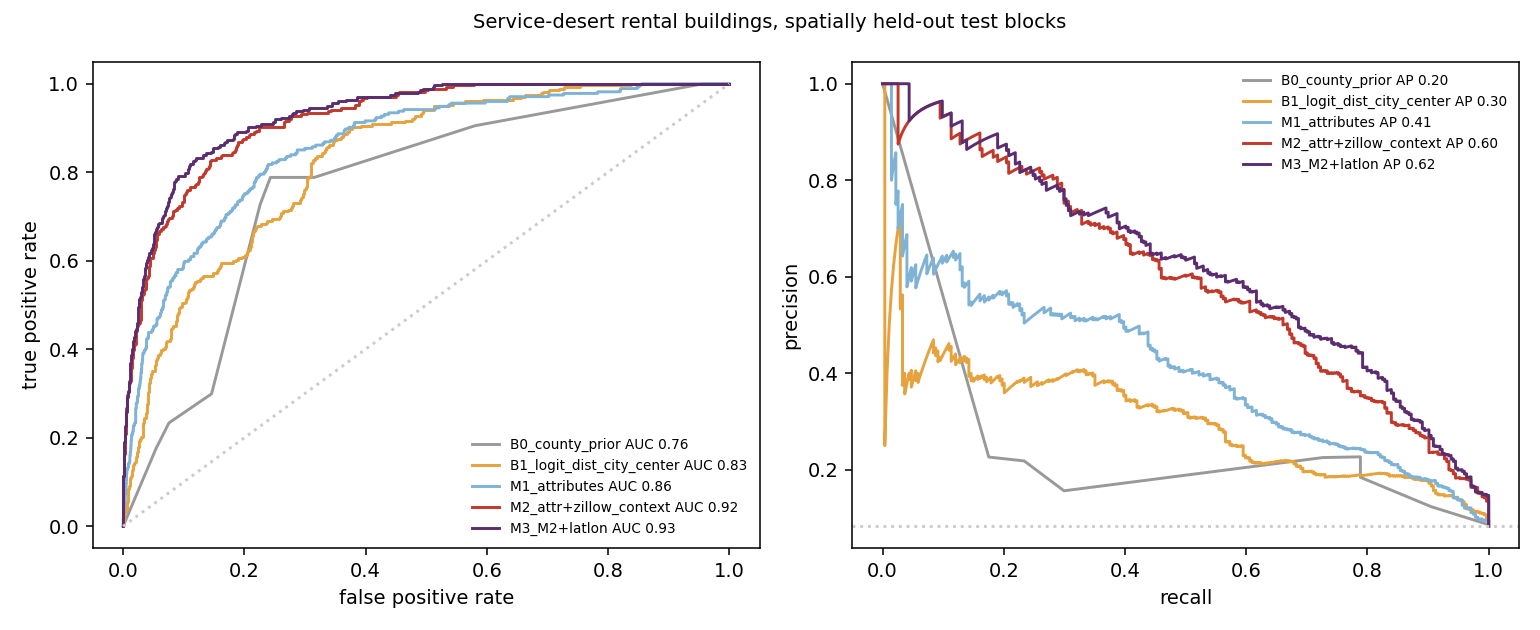 Service-desert rental buildings, spatially held-out test blocks
true positive rate
1.0
0.8
0.6
0.4
0.2
0.0
B0_county_prior AUC 0.76
B1_logit_dist_city_center AUC 0.83
M1_attributes AUC 0.86
M2_attr+zillow_context AUC 0.92
M3_M2+latlon AUC 0.93
0.0 0.2 0.4 0.6 0.8 1.0
false positive rate
precision
1.0
0.8
0.6
0.4
0.2
B0_county_prior AP 0.20
B1_logit_dist_city_center AP 0.30
M1_attributes AP 0.41
M2_attr+zillow_context AP 0.60
M3_M2+latlon AP 0.62
0.0 0.2 0.4 0.6 0.8 1.0
recall